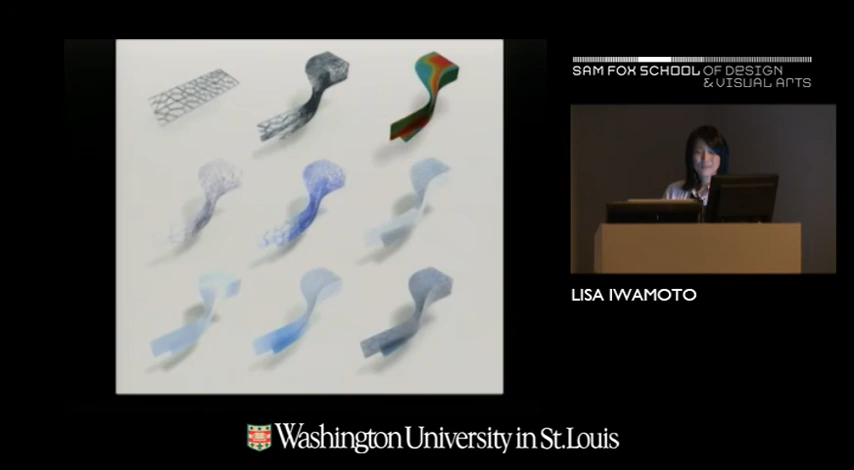 SAM FOX SCHOOL OF DESIGN
& VISUAL ARTS
LISA IWAMOTO
Washington University in St. Louis